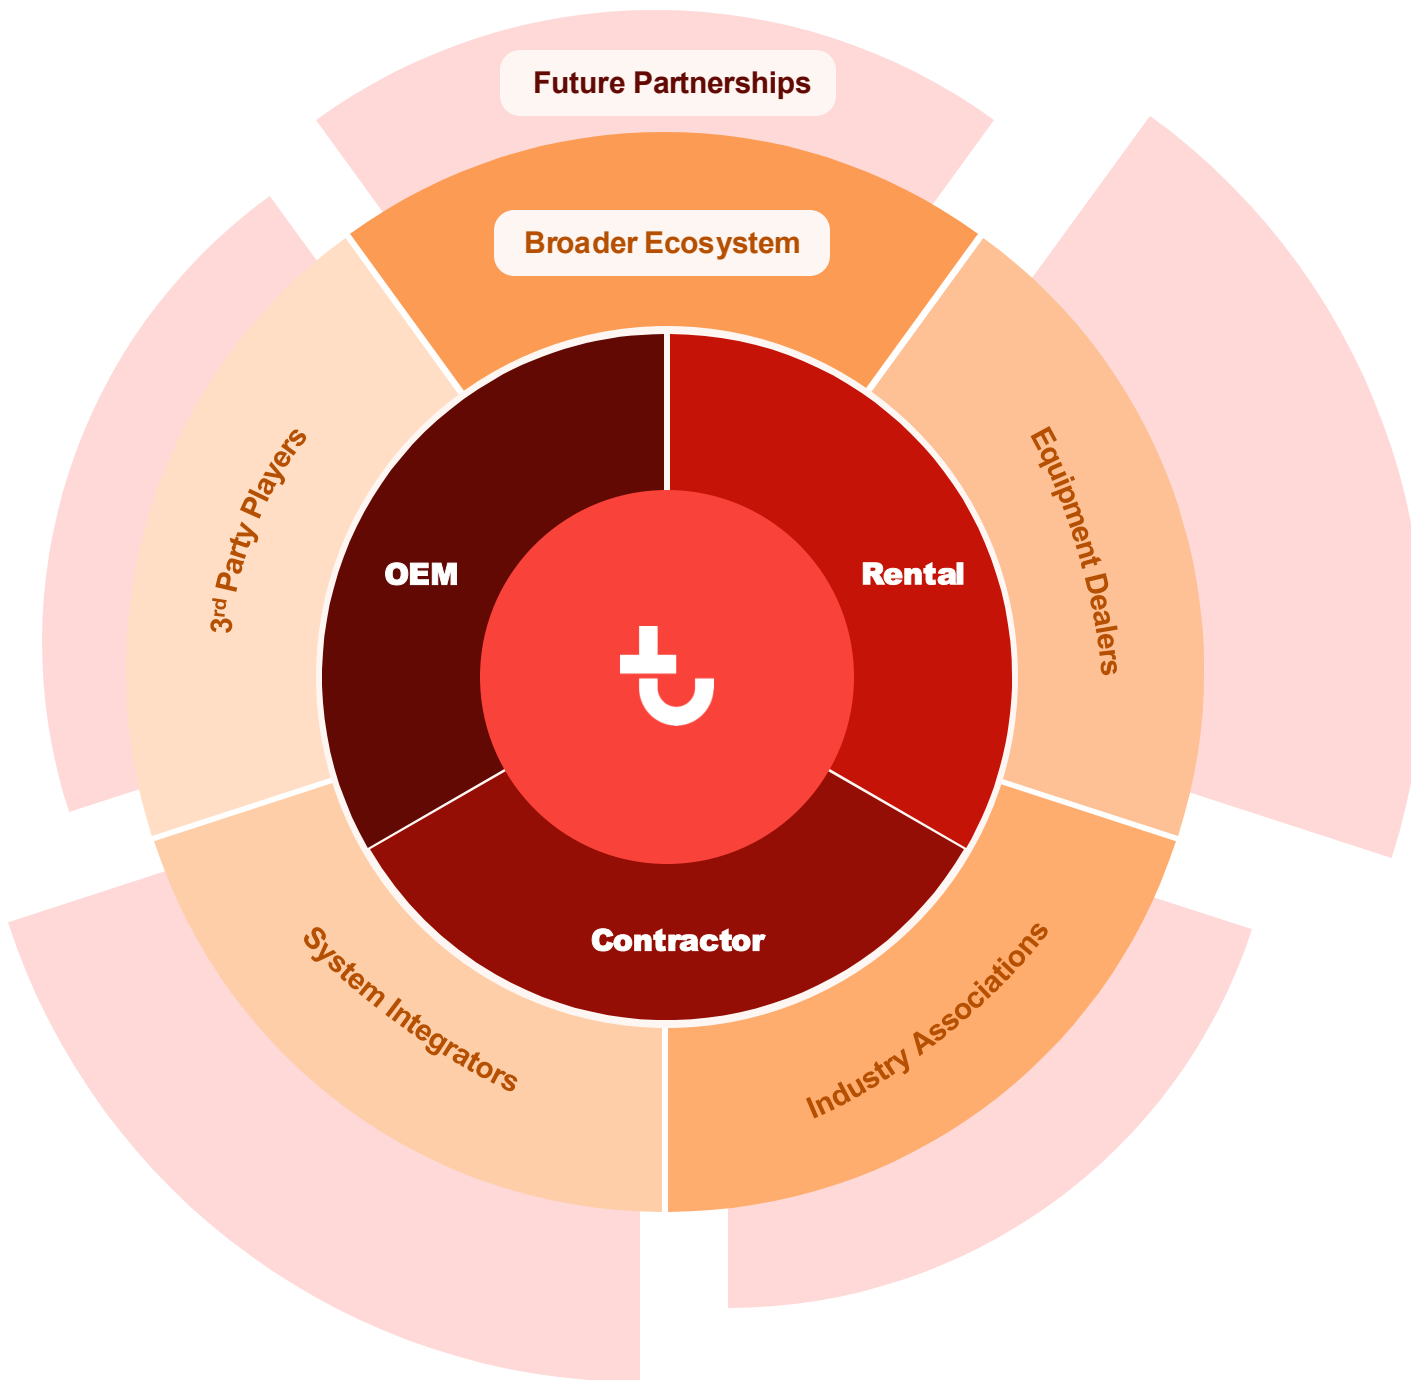 Future Partnerships
Broader Ecosystem
3rd Party Players
Equipment Dealers
OEM
Rental
Contractor
System Integrators
Industry Associations